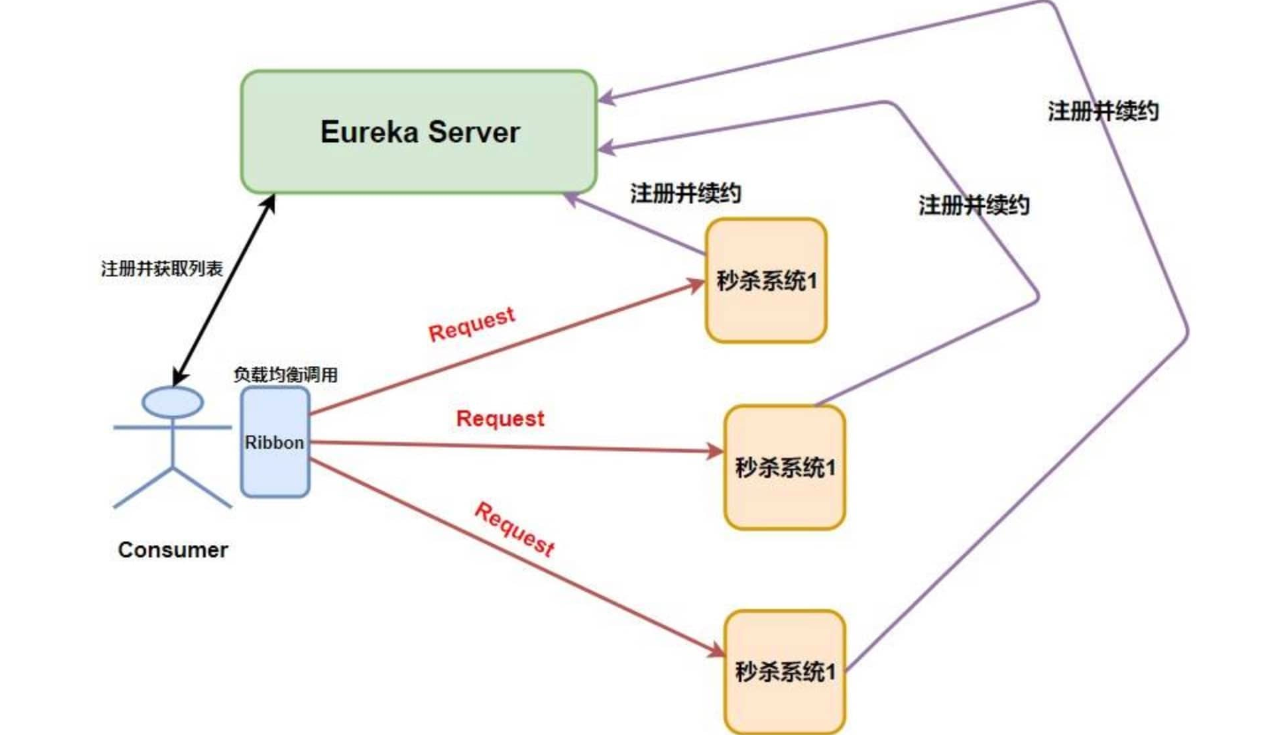 Eureka Server
注册并续约
注册并续约
注册并续约
注册并获取列表
秒杀系统1
Request
负载均衡调用
Ribbon
Request
秒杀系统1
Request
Consumer
秒杀系统1